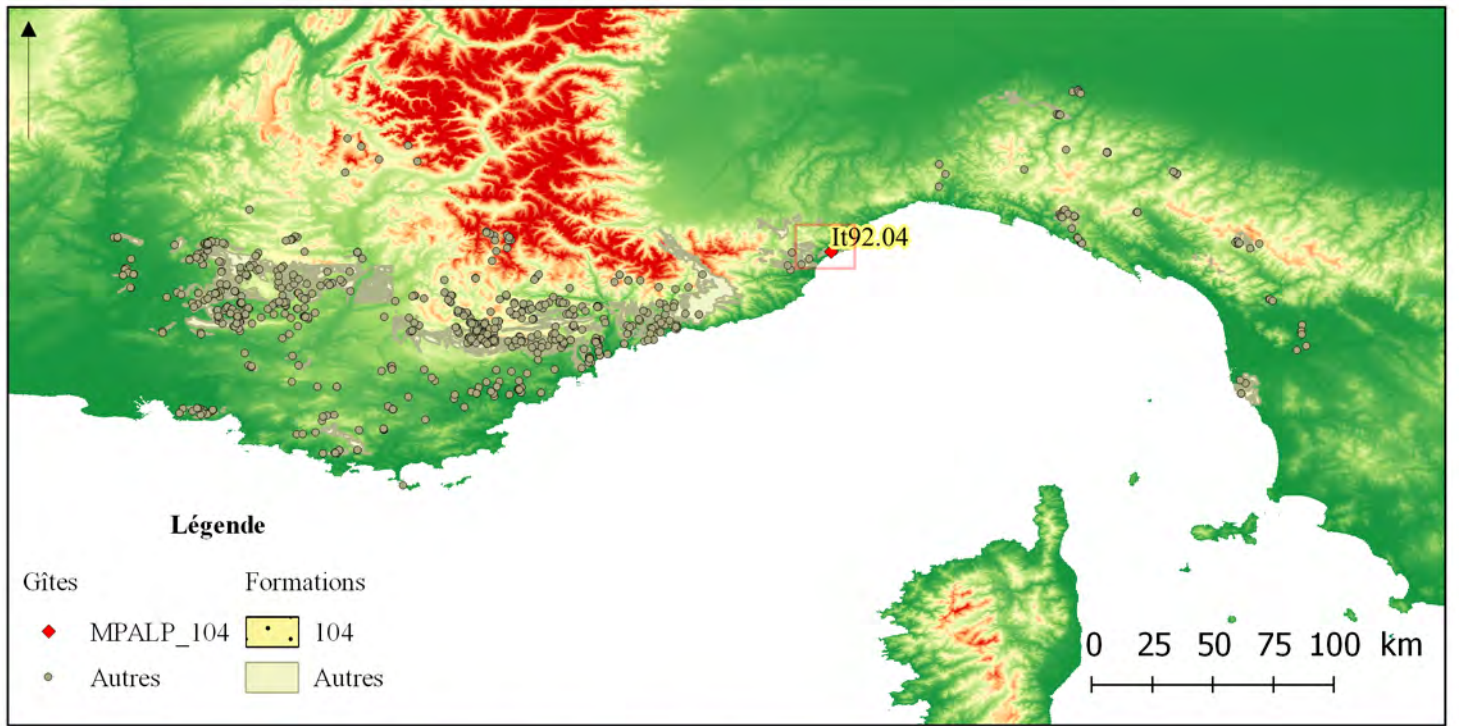 It92.04
Légende
Gîtes Formations
MPALP_104 104
Autres Autres
0 25 50 75 100 km